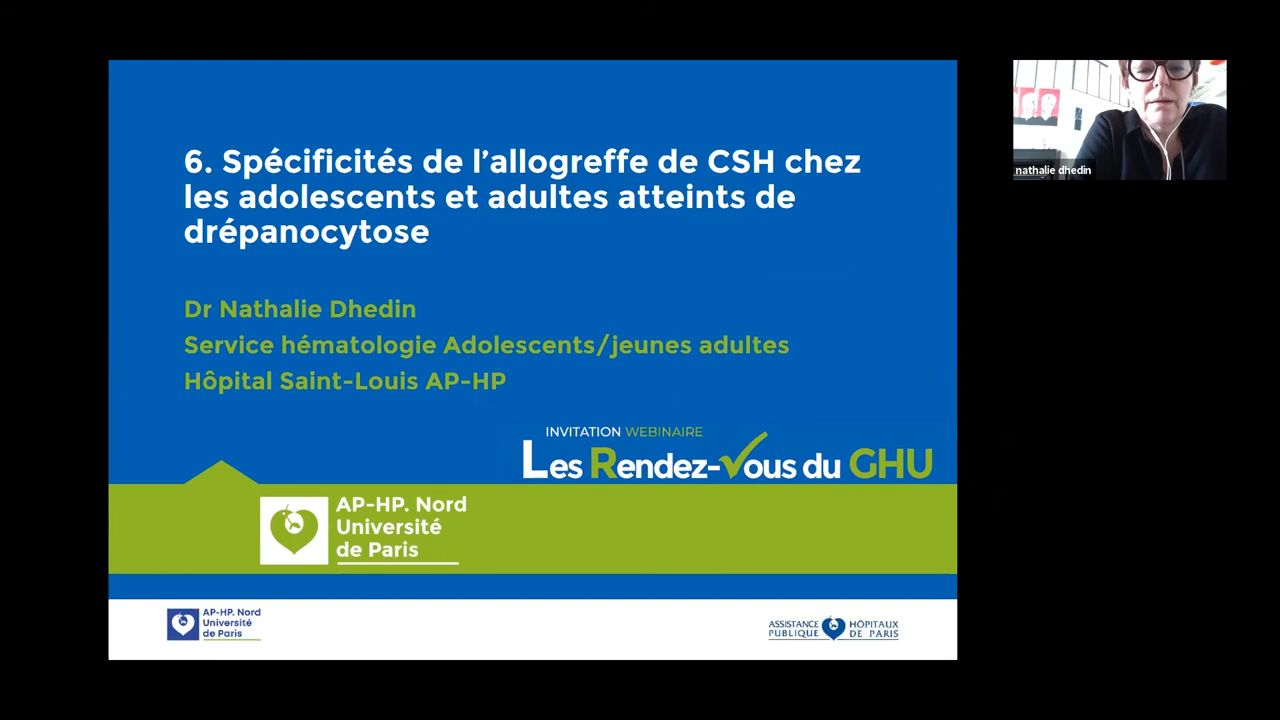 6. Spécificités de l'allogreffe de CSH chez
les adolescents et adultes atteints de
drépanocytose
Dr Nathalie Dhedin
Service hématologie Adolescents/jeunes adultes
Hôpital Saint-Louis AP-HP
INVITATION WEBINAIRE
Les Rendez-Vous du GHU
AP-HP. Nord
Université
de Paris
AP-HP. Nord
Université
de Paris
ASSISTANCE HÔPITAUX
PUBLIQUE DE PARIS
nathalie dhedin